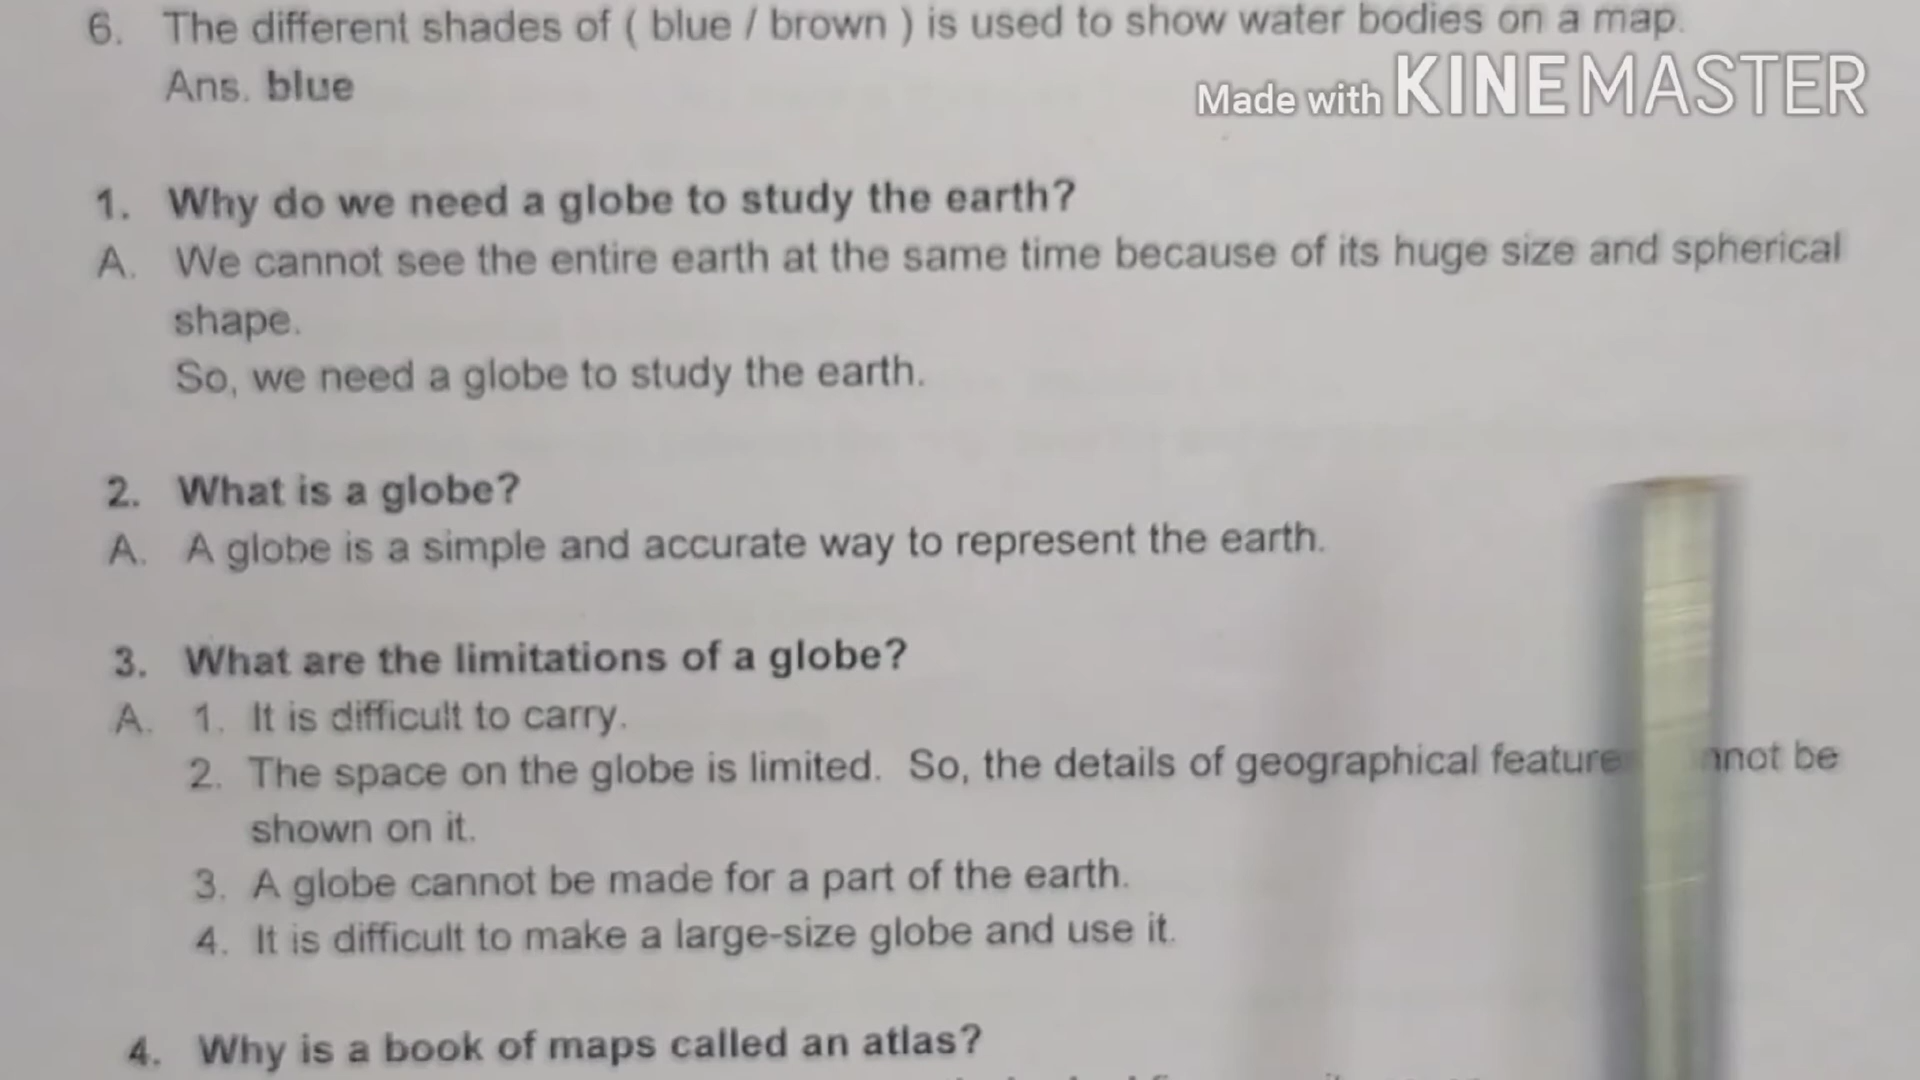 6. The different shades of ( blue / brown ) is used to show water bodies on a map.
Ans. blue
Made with KINEMASTER
1. Why do we need a globe to study the earth?
A. We cannot see the entire earth at the same time because of its huge size and spherical
shape.
So, we need a globe to study the earth.
2. What is a globe?
A. A globe is a simple and accurate way to represent the earth.
3. What are the limitations of a globe?
A. 1. It is difficult to carry.
2. The space on the globe is limited. So, the details of geographical be
shown on it.
3. A globe cannot be made for a part of the earth.
4. It is difficult to make a large-size globe and use it.
4. Why is a book of maps called an atlas?